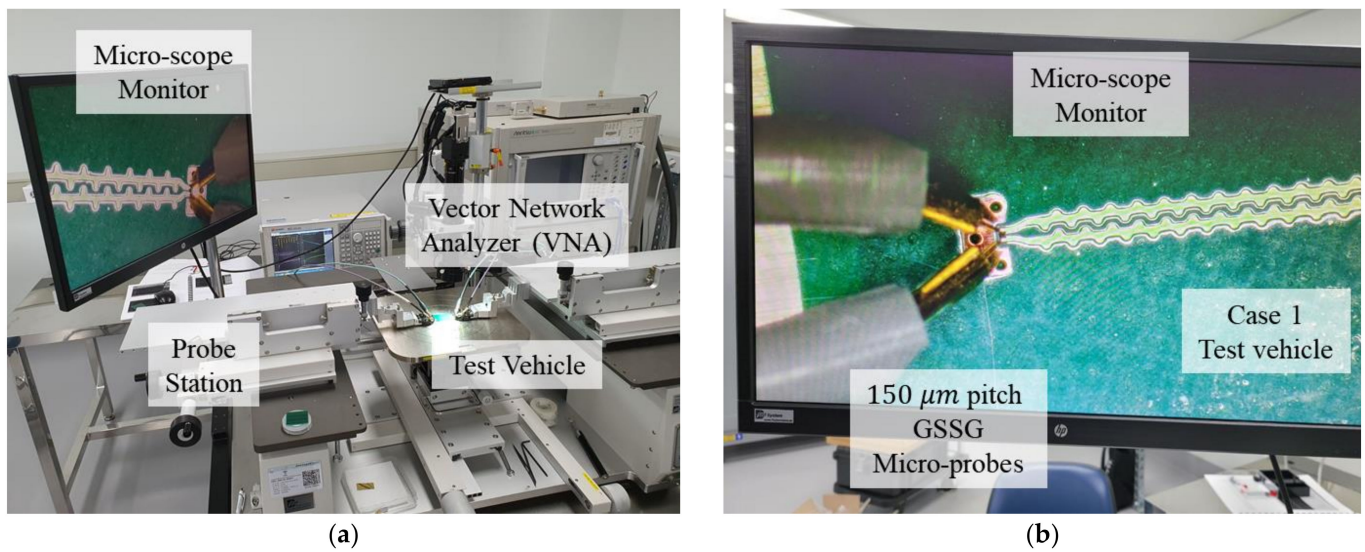 Micro-scope
Monitor
Vector Network
Analyzer (VNA)
Probe
Station
Test Vehicle
(a)
Micro-scope
Monitor
Case 1
Test vehicle
150 μm pitch
GSSG
Micro-probes
hp
(b)